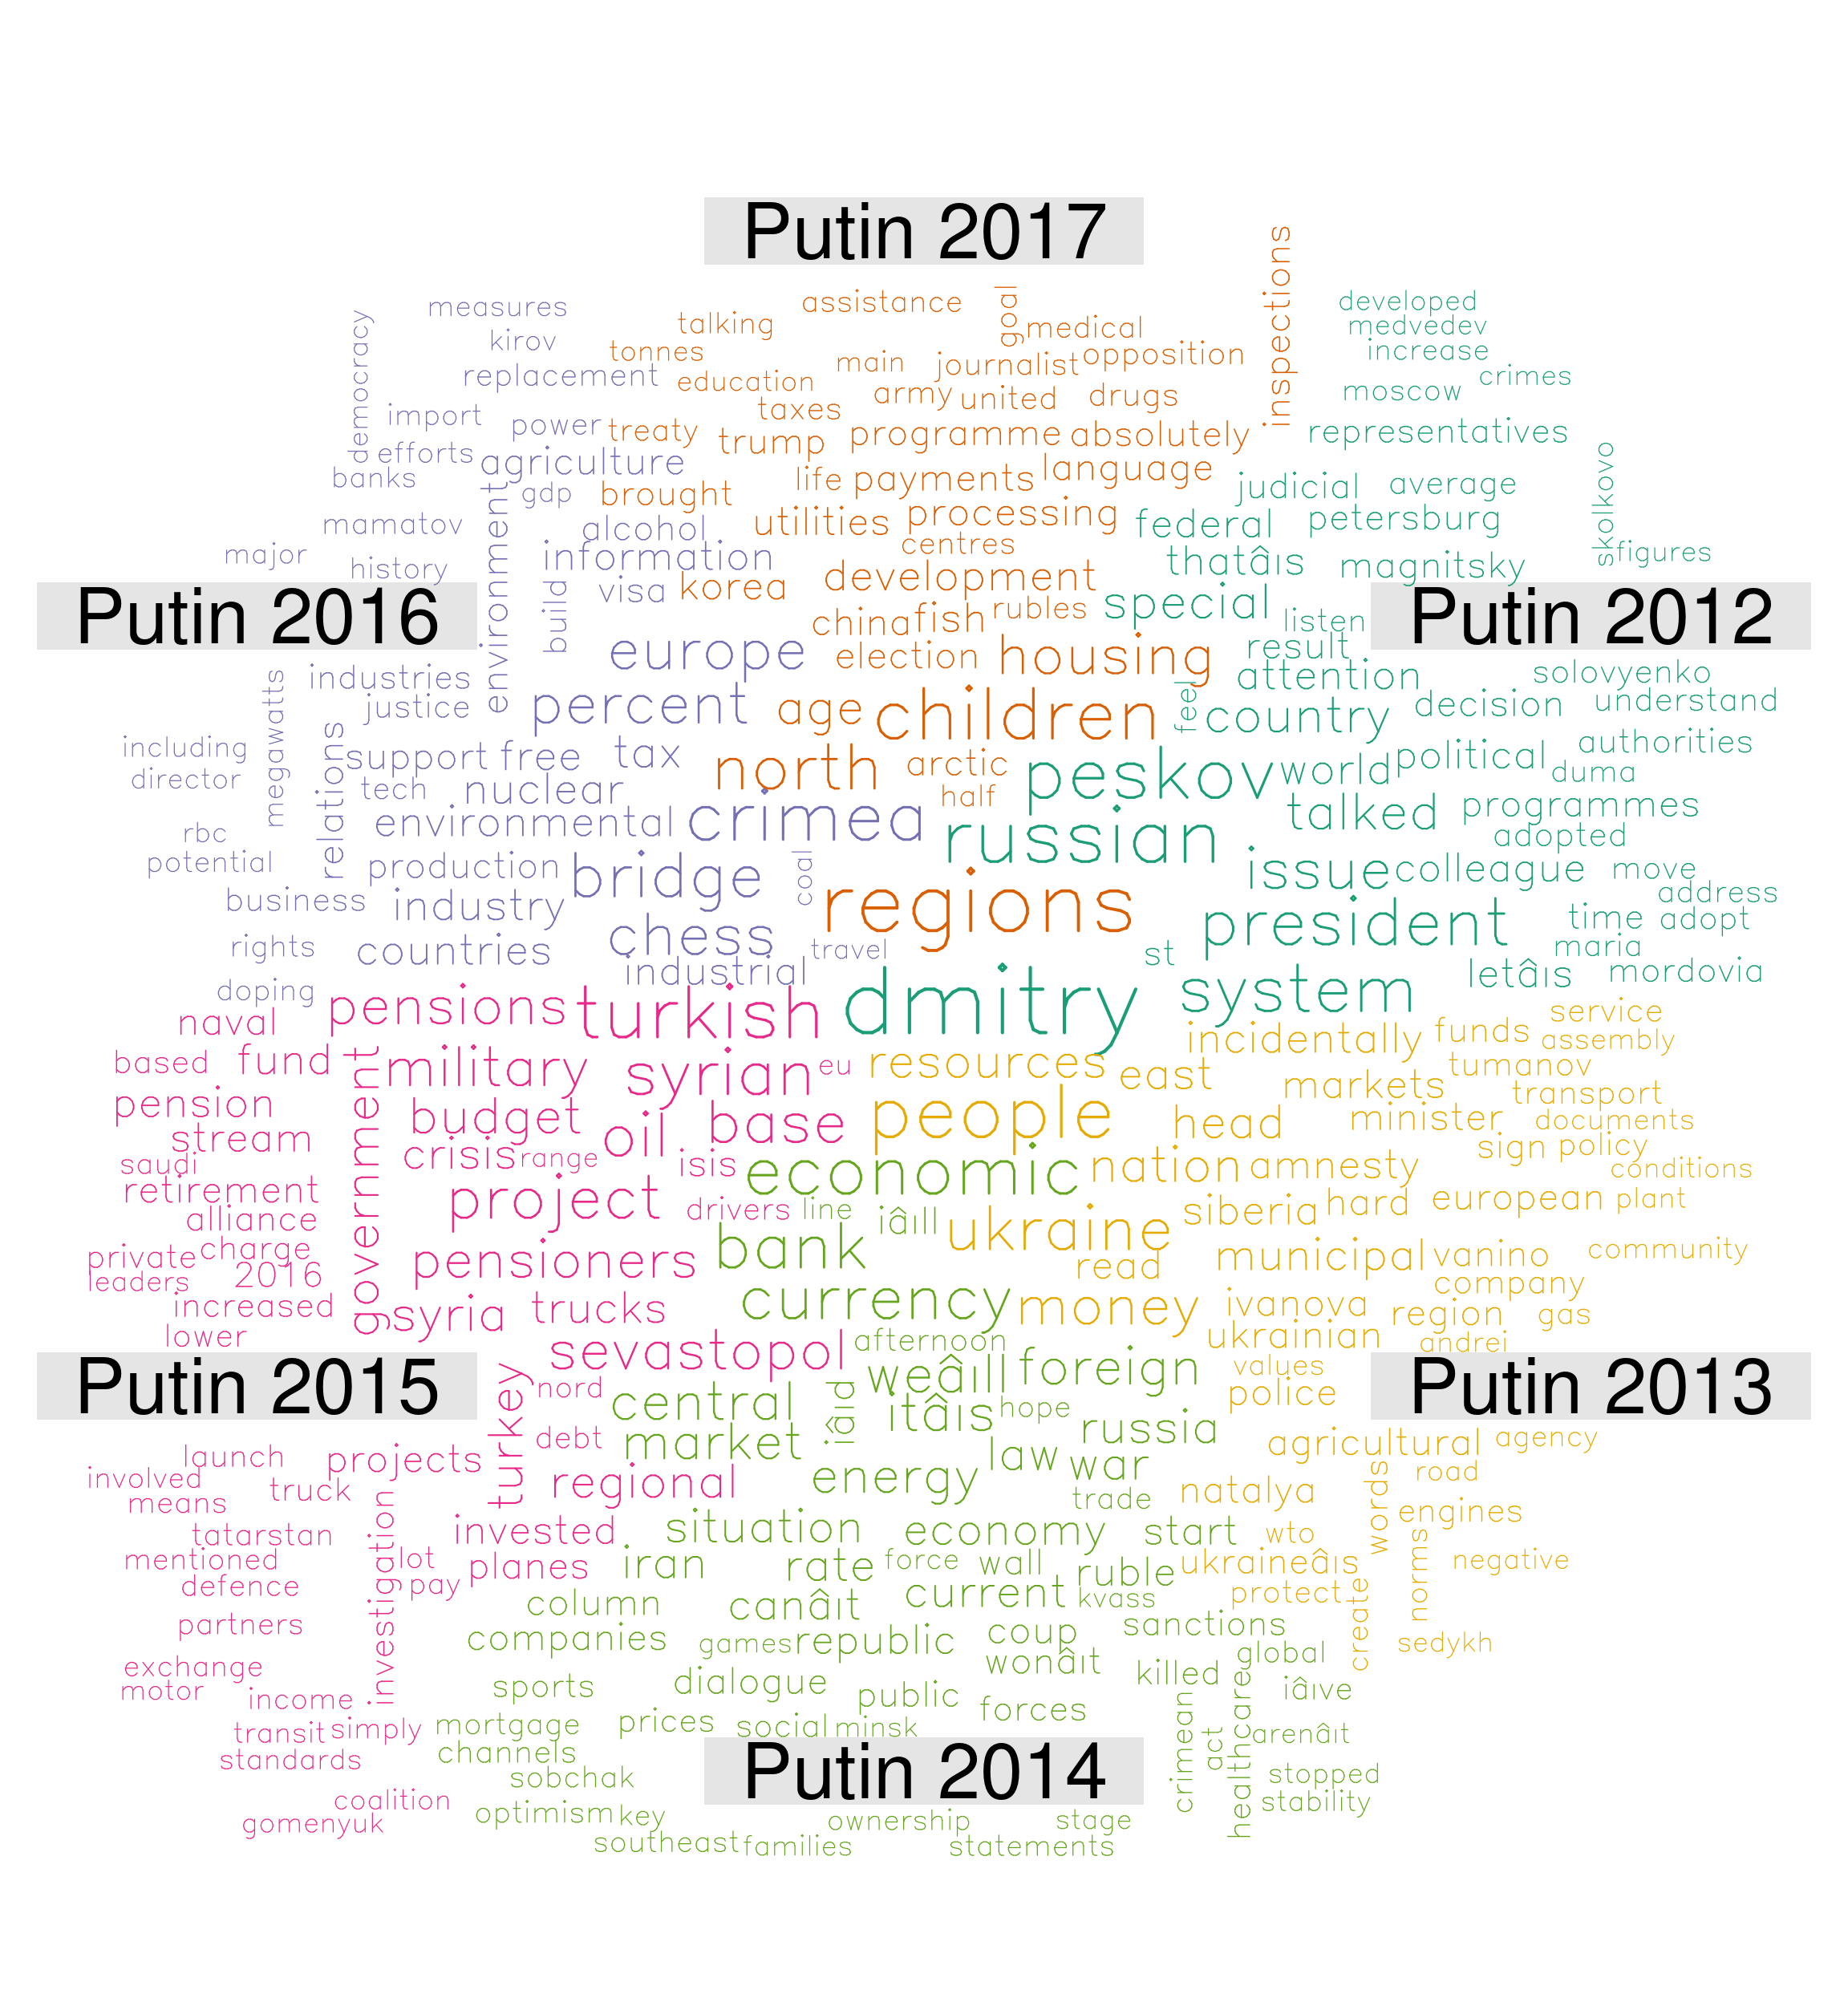 Putin 2017
inspections
measures
assistance
goal
developed
democracy
kirov
talking
medical
medvedev
tonnes
main
journalist
opposition
increase
replacement
education
army
united
drugs
moscow
crimes
import
power
treaty
taxes
trump
programme
absolutely
representatives
efforts
agriculture
banks
gdp
brought
life
payments
language
judicial
average
skolkovo
environment
mamatov
alcohol
utilities
processing
federal
petersburg
major
history
information
centres
thatâıs
magnitsky
figures
Putin 2016
build
visa
korea
development
special
Putin 2012
china
fish
rubles
listen
europe
election
housing
result
industries
attention
solovyenko
megawatts
justice
percent
age
children
feel
country
decision
understand
including
relations
support
free
tax
north
arctic
peskov
world
political
authorities
director
tech
nuclear
half
talked
duma
programmes
rbc
environmental
crimea
russian
adopted
potential
production
bridge
coal
issue
colleague
move
business
industry
regions
president
address
time
adopt
rights
countries
chess
travel
st
maria
doping
industrial
letâıs
mordovia
naval
pensions
turkish
dmitry
system
service
based
fund
government
military
syrian
eu
resources
incidentally
funds
assembly
east
tumanov
pension
budget
oil
base
people
head
markets
transport
stream
minister
documents
saudi
crisis
range
isis
economic
nation
amnesty
sign
policy
retirement
conditions
alliance
project
drivers
line
iâıll
ukraine
siberia
hard
european
plant
private
charge
leaders
2016
pensioners
bank
read
municipal
vanino
community
increased
syria
trucks
currency
money
ivanova
company
region
gas
lower
sevastopol
afternoon
ukrainian
andrei
Putin 2015
turkey
nord
weâıll
foreign
values
Putin 2013
central
iâıd
itâıs
hope
police
debt
market
russia
agricultural
agency
launch
projects
law
war
road
involved
truck
regional
energy
trade
natalya
words
means
investigation
engines
tatarstan
invested
situation
economy
start
wto
mentioned
lot
planes
iran
rate
force
wall
ruble
ukraineâıs
norms
negative
defence
pay
column
canâıt
current
kvass
protect
create
partners
companies
games
republic
coup
sanctions
sedykh
exchange
wonâıt
killed
global
motor
income
sports
dialogue
public
forces
crimean
healthcare
iâıve
transit
simply
mortgage
prices
social
minsk
act
arenâıt
standards
channels
Putin 2014
sobchak
stopped
coalition
optimism
key
stability
gomenyuk
ownership
stage
southeast
families
statements